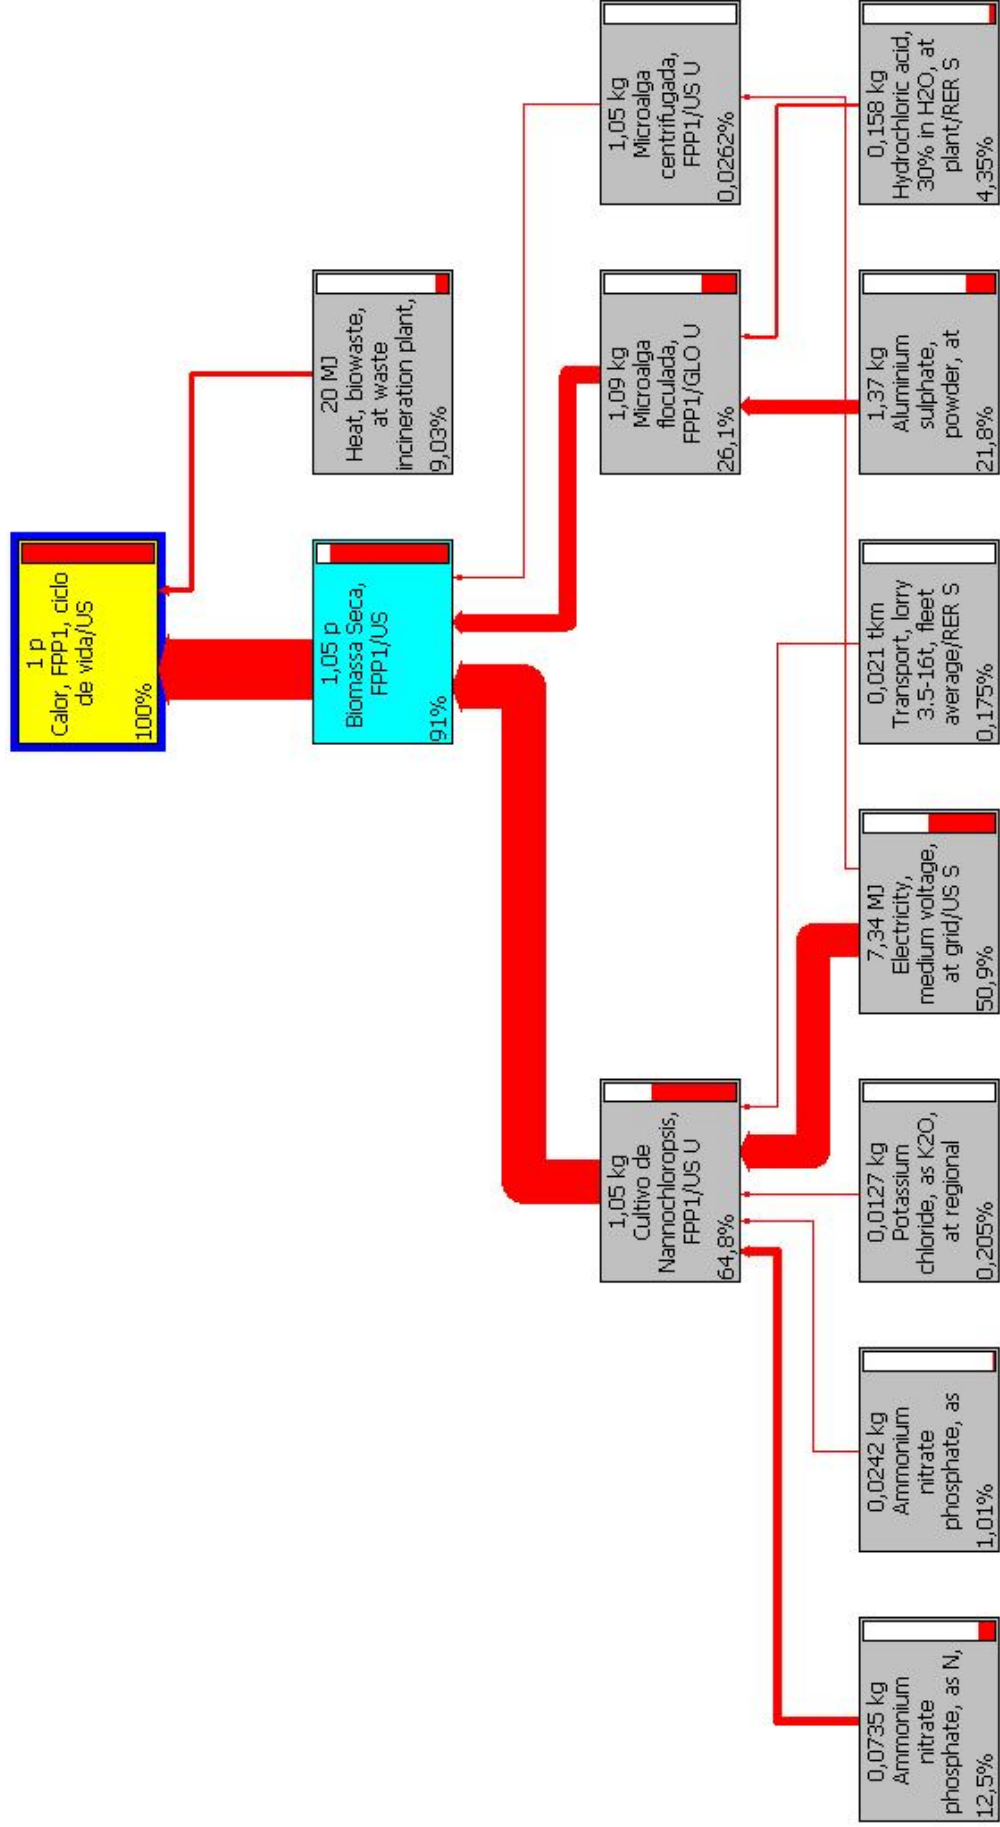 1 p
Calor, FPP1, ciclo
de vida/US
100%
1,05 p
Biomassa Seca,
FPP1/US
91%
20 MJ
Heat, biowaste,
at waste
incineration plant,
9,03%
1,05 kg
Cultivo de
Nannochloropsis,
FPP1/US U
64,8%
1,09 kg
Microalga
floculada,
FPP1/GLO U
26,1%
1,05 kg
Microalga
centrifugada,
FPP1/US U
0,0262%
0,0735 kg
Ammonium
nitrate
phosphate, as N,
12,5%
0,0242 kg
Ammonium
nitrate
phosphate, as
1,01%
0,0127 kg
Potassium
chloride, as K2O,
at regional
0,205%
7,34 MJ
Electricity,
medium voltage,
at grid/US S
50,9%
0,021 tkm
Transport, lorry
3.5-16t, fleet
average/RER S
0,175%
1,37 kg
Aluminium
sulphate,
powder, at
21,8%
0,158 kg
Hydrochloric acid,
30% in H2O, at
plant/RER S
4,35%